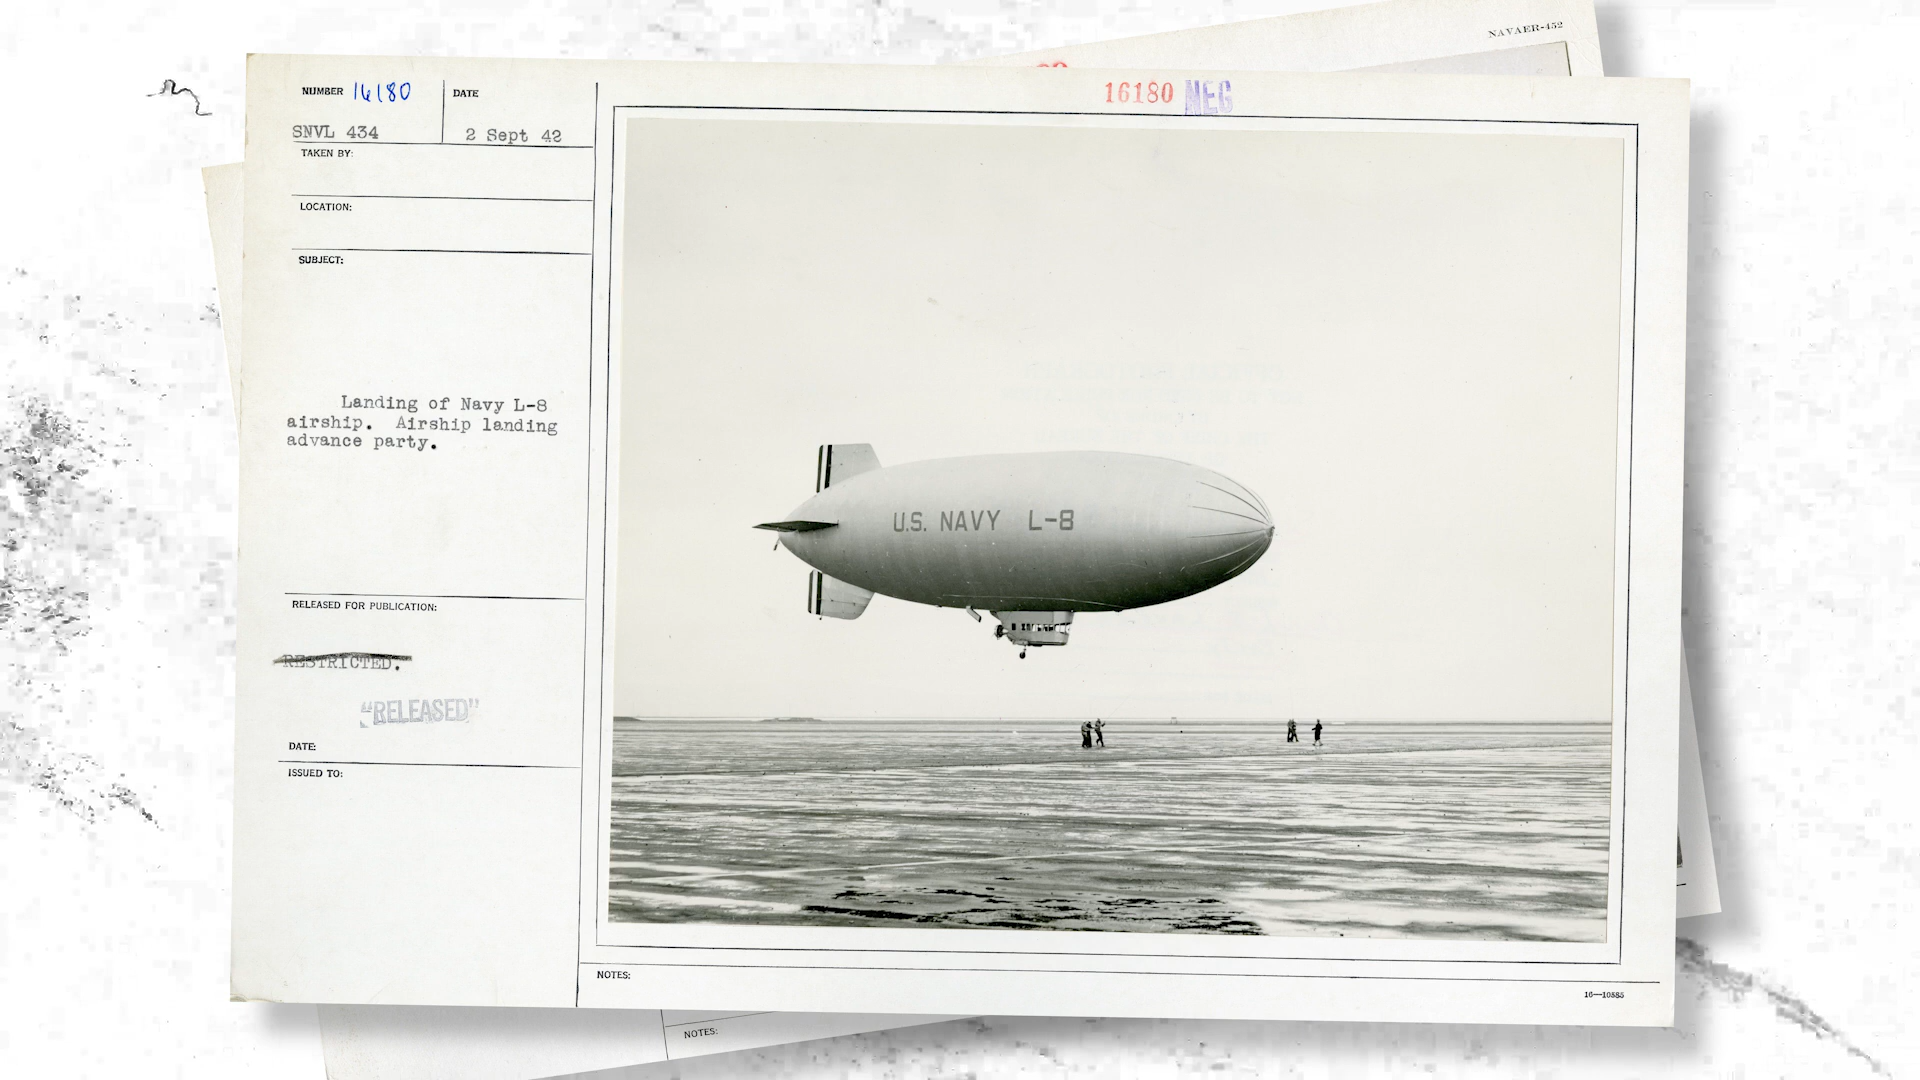 NAVAER-452
NUMBER 16180
DATE
16180 NEG
SNVL 434
2 Sept 42
TAKEN BY:
LOCATION:
SUBJECT:
Landing of Navy L-8
airship. Airship landing
advance party.
U.S. NAVY L-8
RELEASED FOR PUBLICATION:
RESTRICTED.
"RELEASED"
DATE:
ISSUED TO:
NOTES:
16—10585
NOTES: